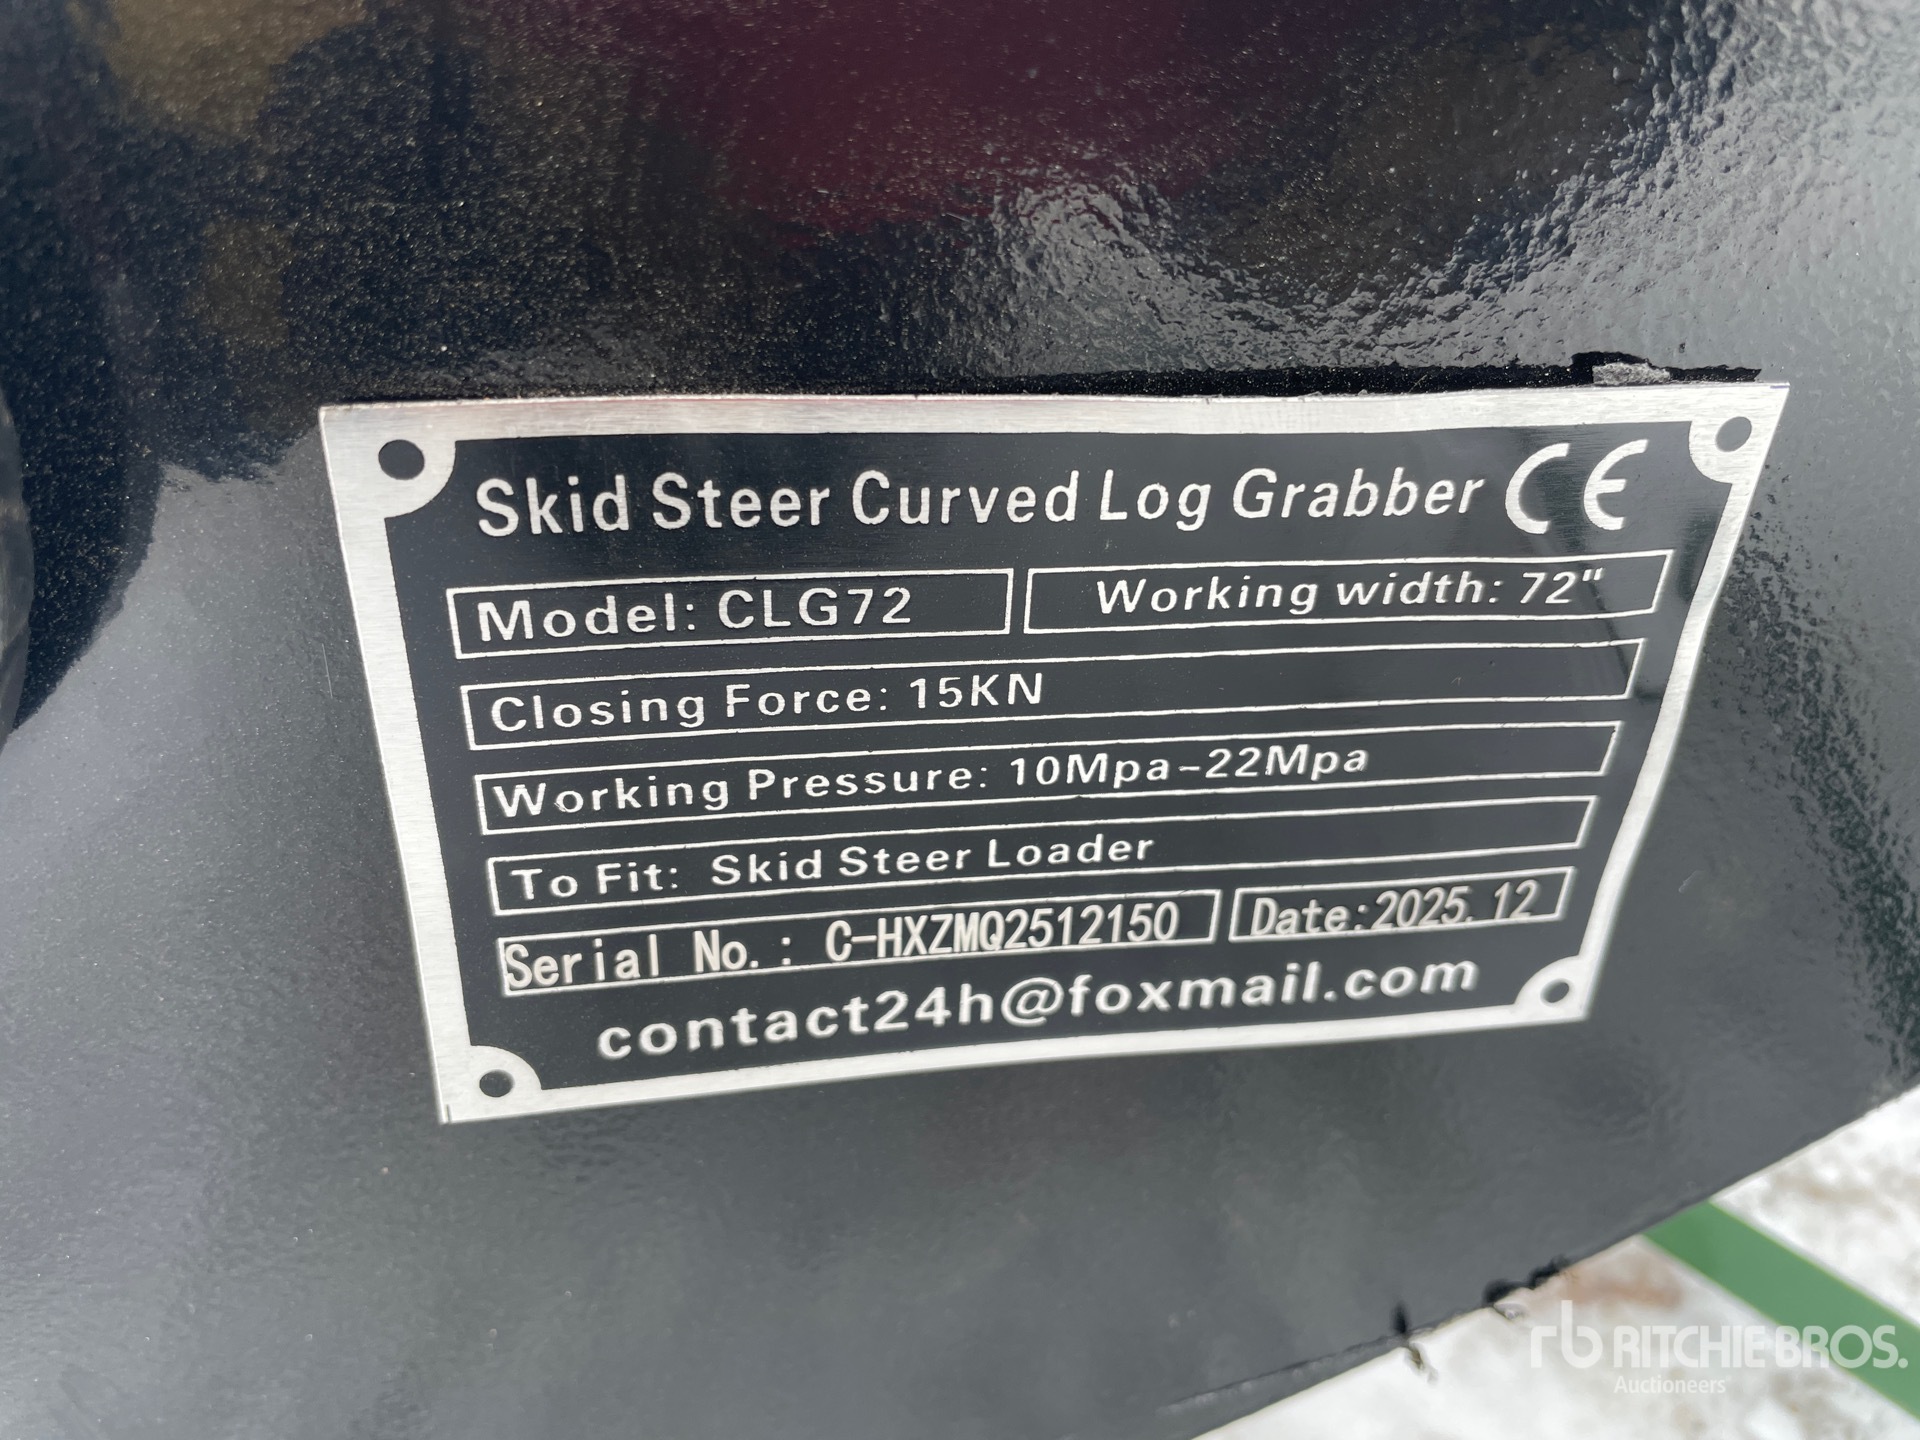 Skid Steer Curved Log Grabber CE
Model: CLG72 Working width: 72"
Closing Force: 15KN
Working Pressure: 10Mpa-22Mpa
To Fit: Skid Steer Loader
Serial No.: C-HXZMQ2512150 Date:2025.12
contact24h@foxmail.com
rb RITCHIE BROS.
Auctioneers